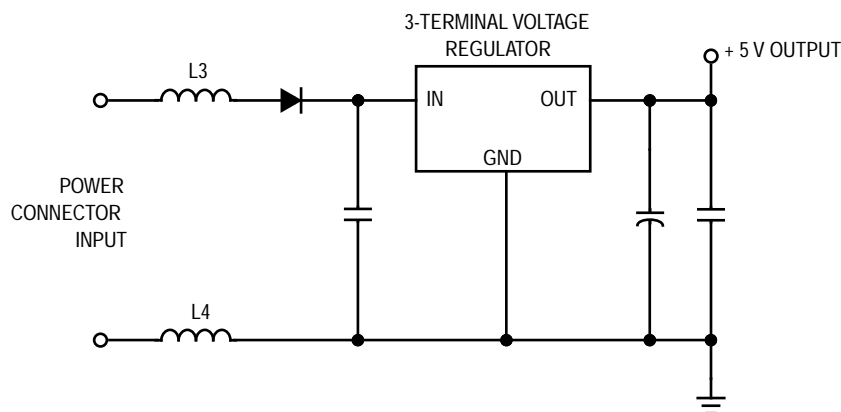 3-TERMINAL VOLTAGE
REGULATOR
+ 5 V OUTPUT
L3
IN
OUT
GND
POWER
CONNECTOR
INPUT
L4